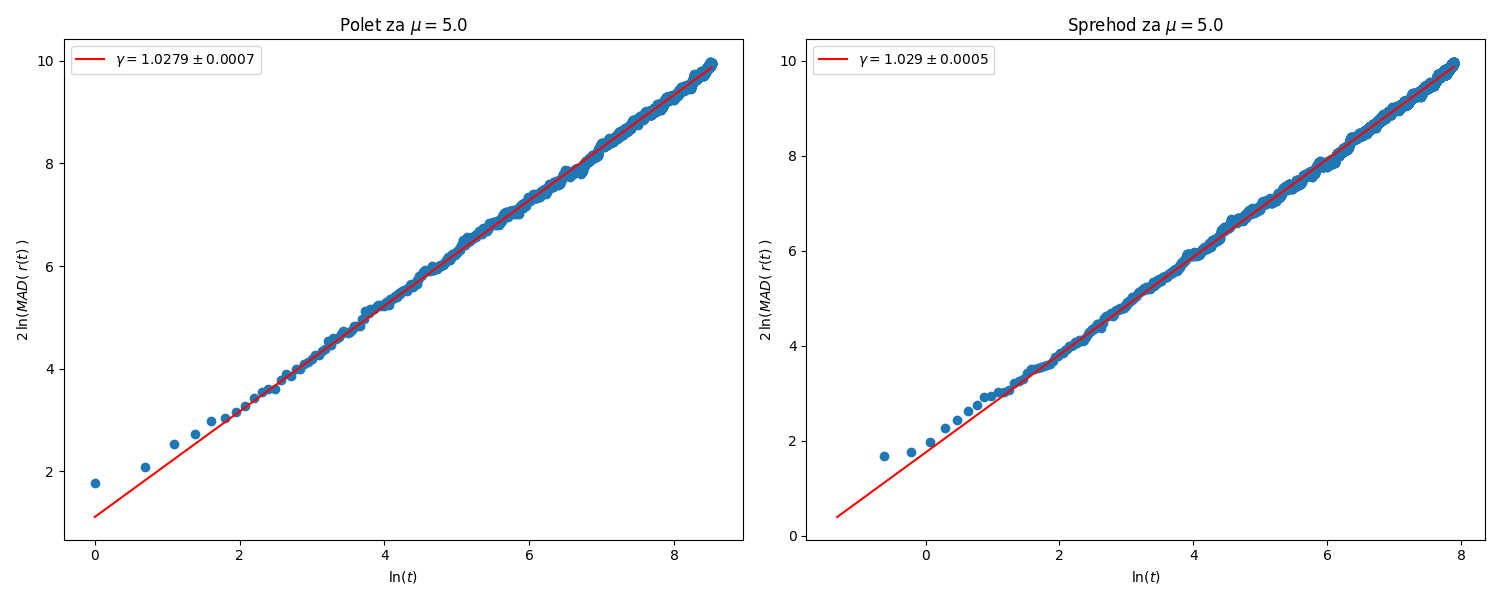 Polet za μ = 5.0
γ = 1.0279 ± 0.0007
10
8
6
4
2
0 2 4 6 8
2 ln(MAD( r(t) )
ln(t)
Sprehod za μ = 5.0
γ = 1.029 ± 0.0005
10
8
6
4
2
0
0 2 4 6 8
2 ln(MAD( r(t) )
ln(t)